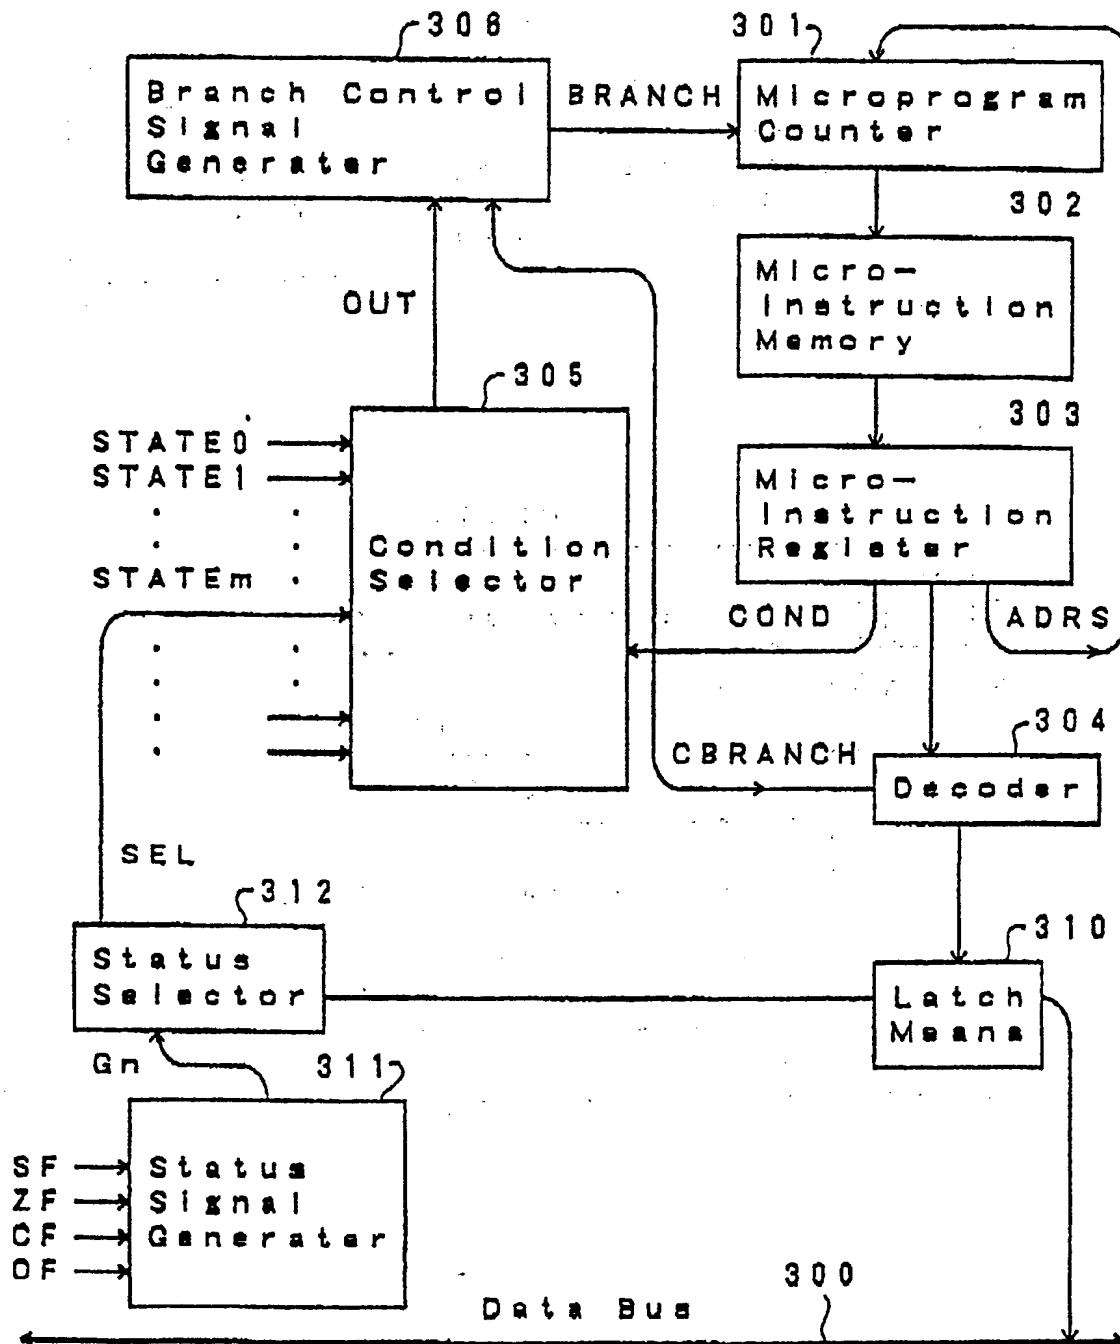 306
301
Branch Control
Signal
Generater
BRANCH
Microprogram
Counter
302
Micro-
Instruction
Memory
OUT
305
303
STATE0
STATE1
STATEm
Condition
Selector
Micro-
Instruction
Register
COND
ADRS
304
CBRANCH
Decoder
SEL
312
310
Status
Selector
Latch
Means
Gn
311
SF
ZF
CF
OF
Status
Signal
Generater
300
Data Bus